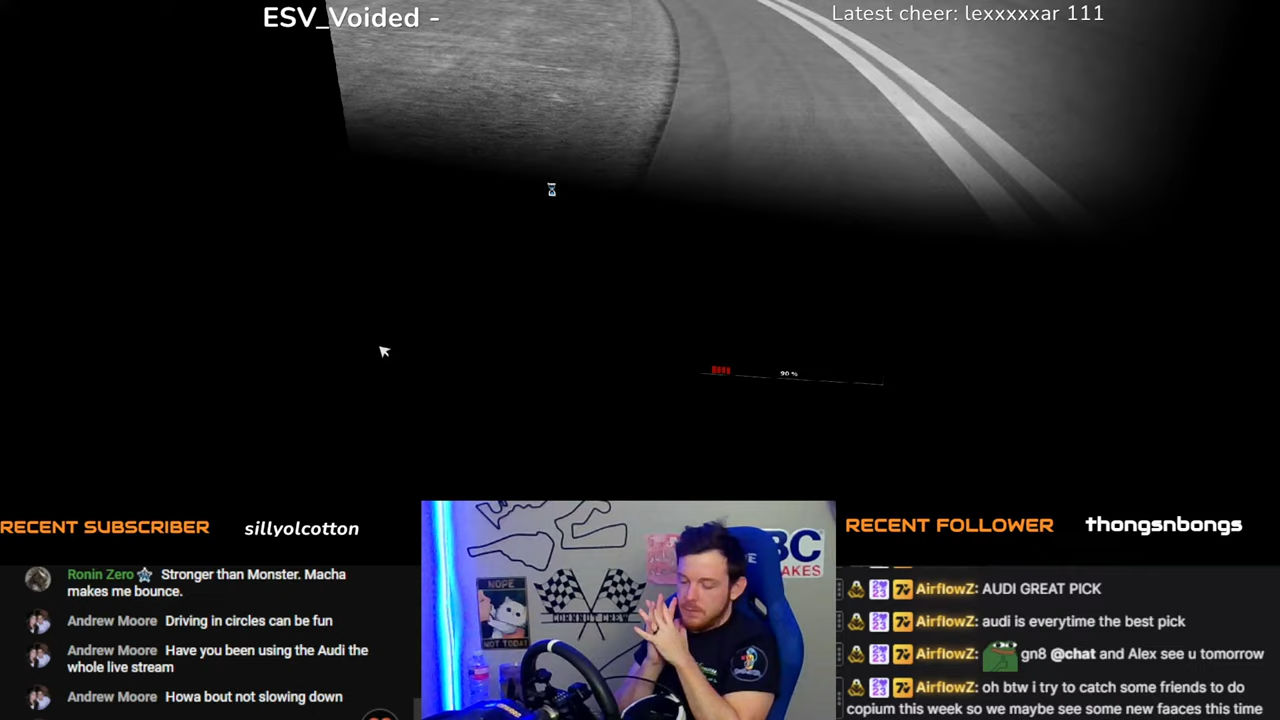 ESV_Voided -
Latest cheer: lexxxxxar 111
90 %
RECENT SUBSCRIBER sillyolcotton
RECENT FOLLOWER thongsnbongs
Ronin Zero Stronger than Monster. Macha
makes me bounce.
Andrew Moore Driving in circles can be fun
Andrew Moore Have you been using the Audi the
whole live stream
Andrew Moore Howa bout not slowing down
NOPE
NOT TODAY
CORNNUT CREW
BC
AKES
AirflowZ: AUDI GREAT PICK
AirflowZ: audi is everytime the best pick
AirflowZ: gn8 @chat and Alex see u tomorrow
AirflowZ: oh btw i try to catch some friends to do
copium this week so we maybe see some new faaces this time